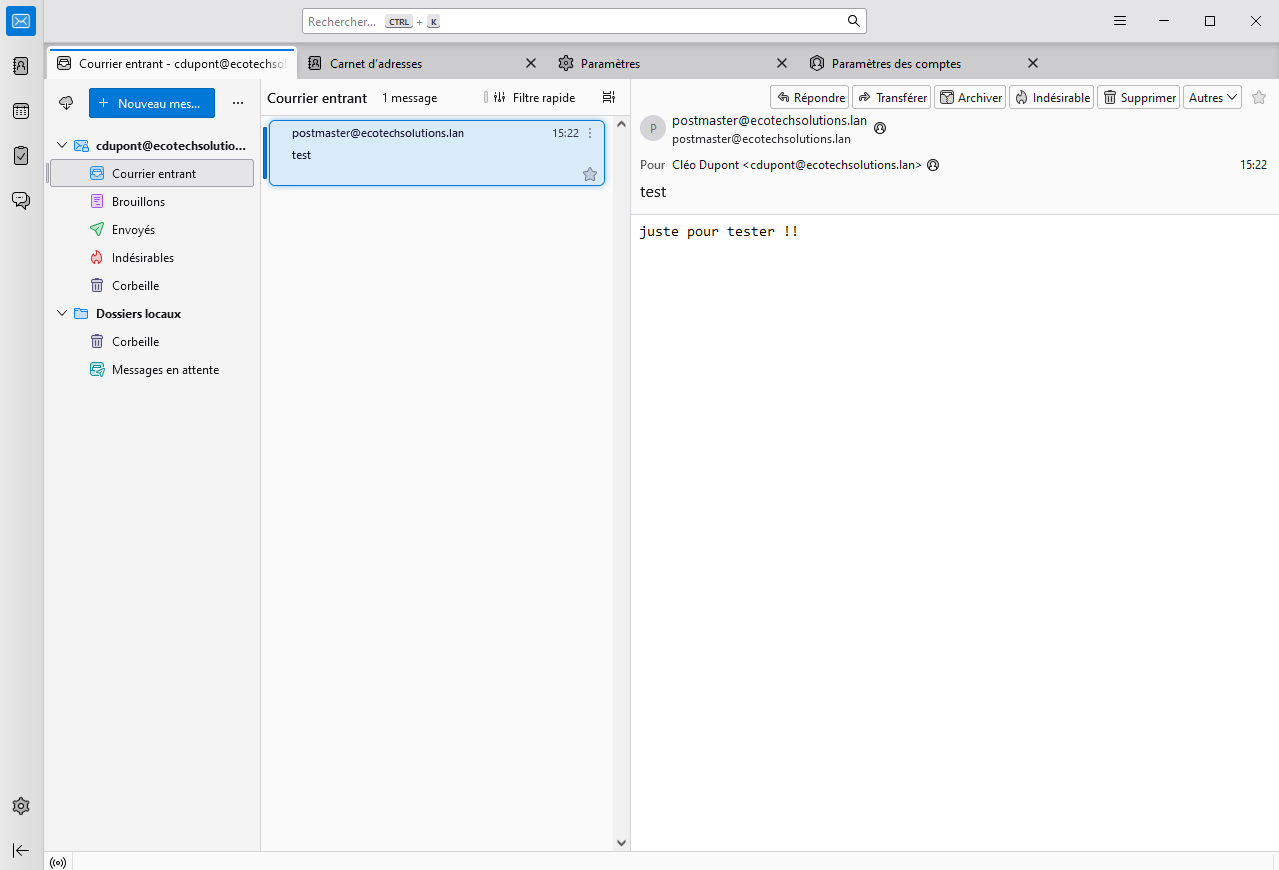 Rechercher... CTRL + K
Courrier entrant - cdupont@ecotechsol
Carnet d'adresses
Paramètres
Paramètres des comptes
+ Nouveau mes... ...
cdupont@ecotechsolutio...
Courrier entrant
Brouillons
Envoyés
Indésirables
Corbeille
Dossiers locaux
Corbeille
Messages en attente
Courrier entrant 1 message Filtre rapide
postmaster@ecotechsolutions.lan 15:22
test
Répondre Transférer Archiver Indésirable Supprimer Autres
P
postmaster@ecotechsolutions.lan
postmaster@ecotechsolutions.lan
Pour Cléo Dupont <cdupont@ecotechsolutions.lan> 15:22
test
juste pour tester !!